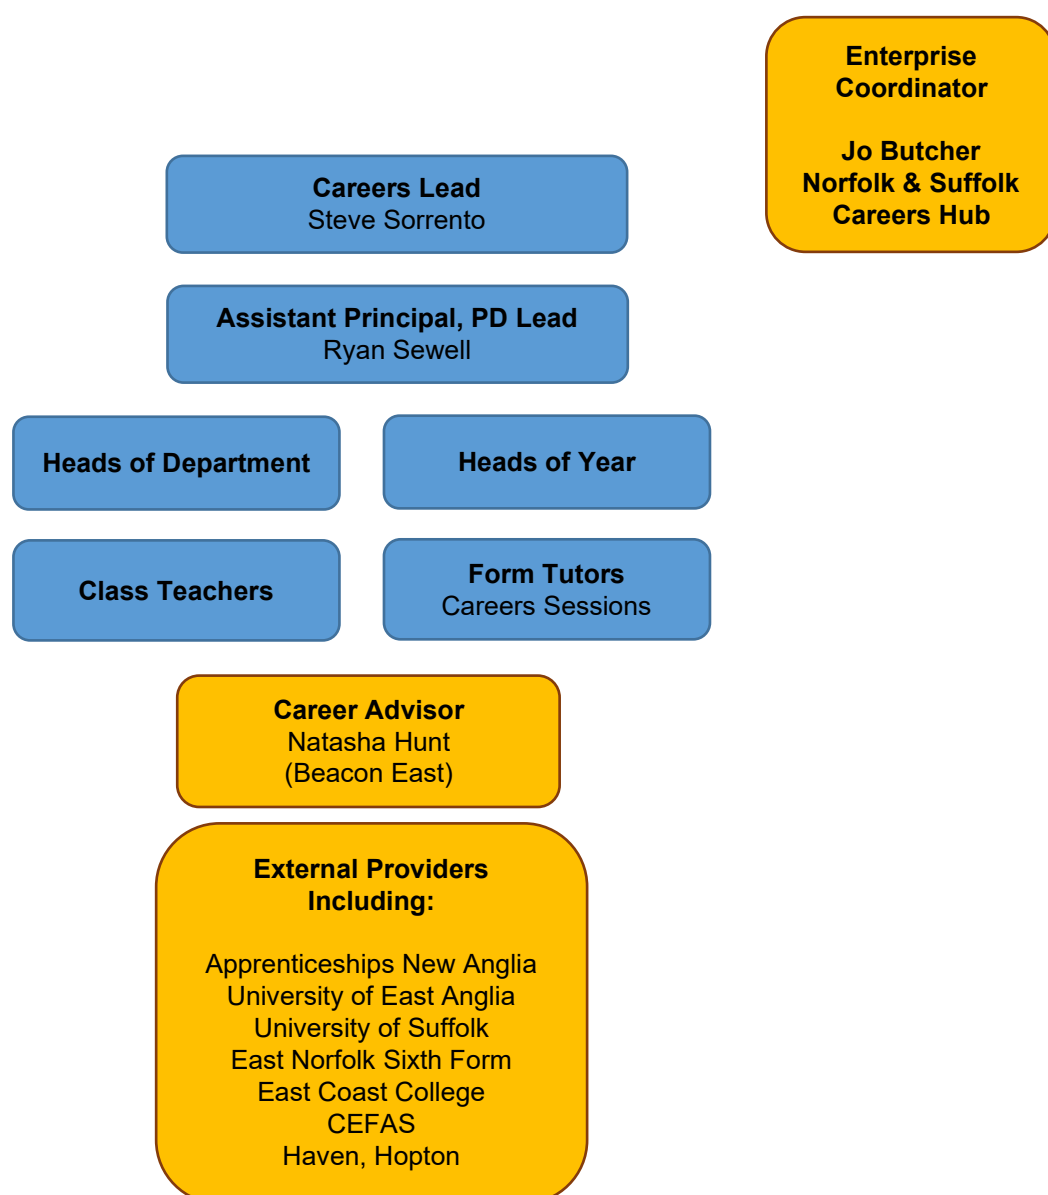 Enterprise
Coordinator
Jo Butcher
Norfolk & Suffolk
Careers Hub
Careers Lead
Steve Sorrento
Assistant Principal, PD Lead
Ryan Sewell
Heads of Department
Heads of Year
Class Teachers
Form Tutors
Careers Sessions
Career Advisor
Natasha Hunt
(Beacon East)
External Providers
Including:
Apprenticeships New Anglia
University of East Anglia
University of Suffolk
East Norfolk Sixth Form
East Coast College
CEFAS
Haven, Hopton